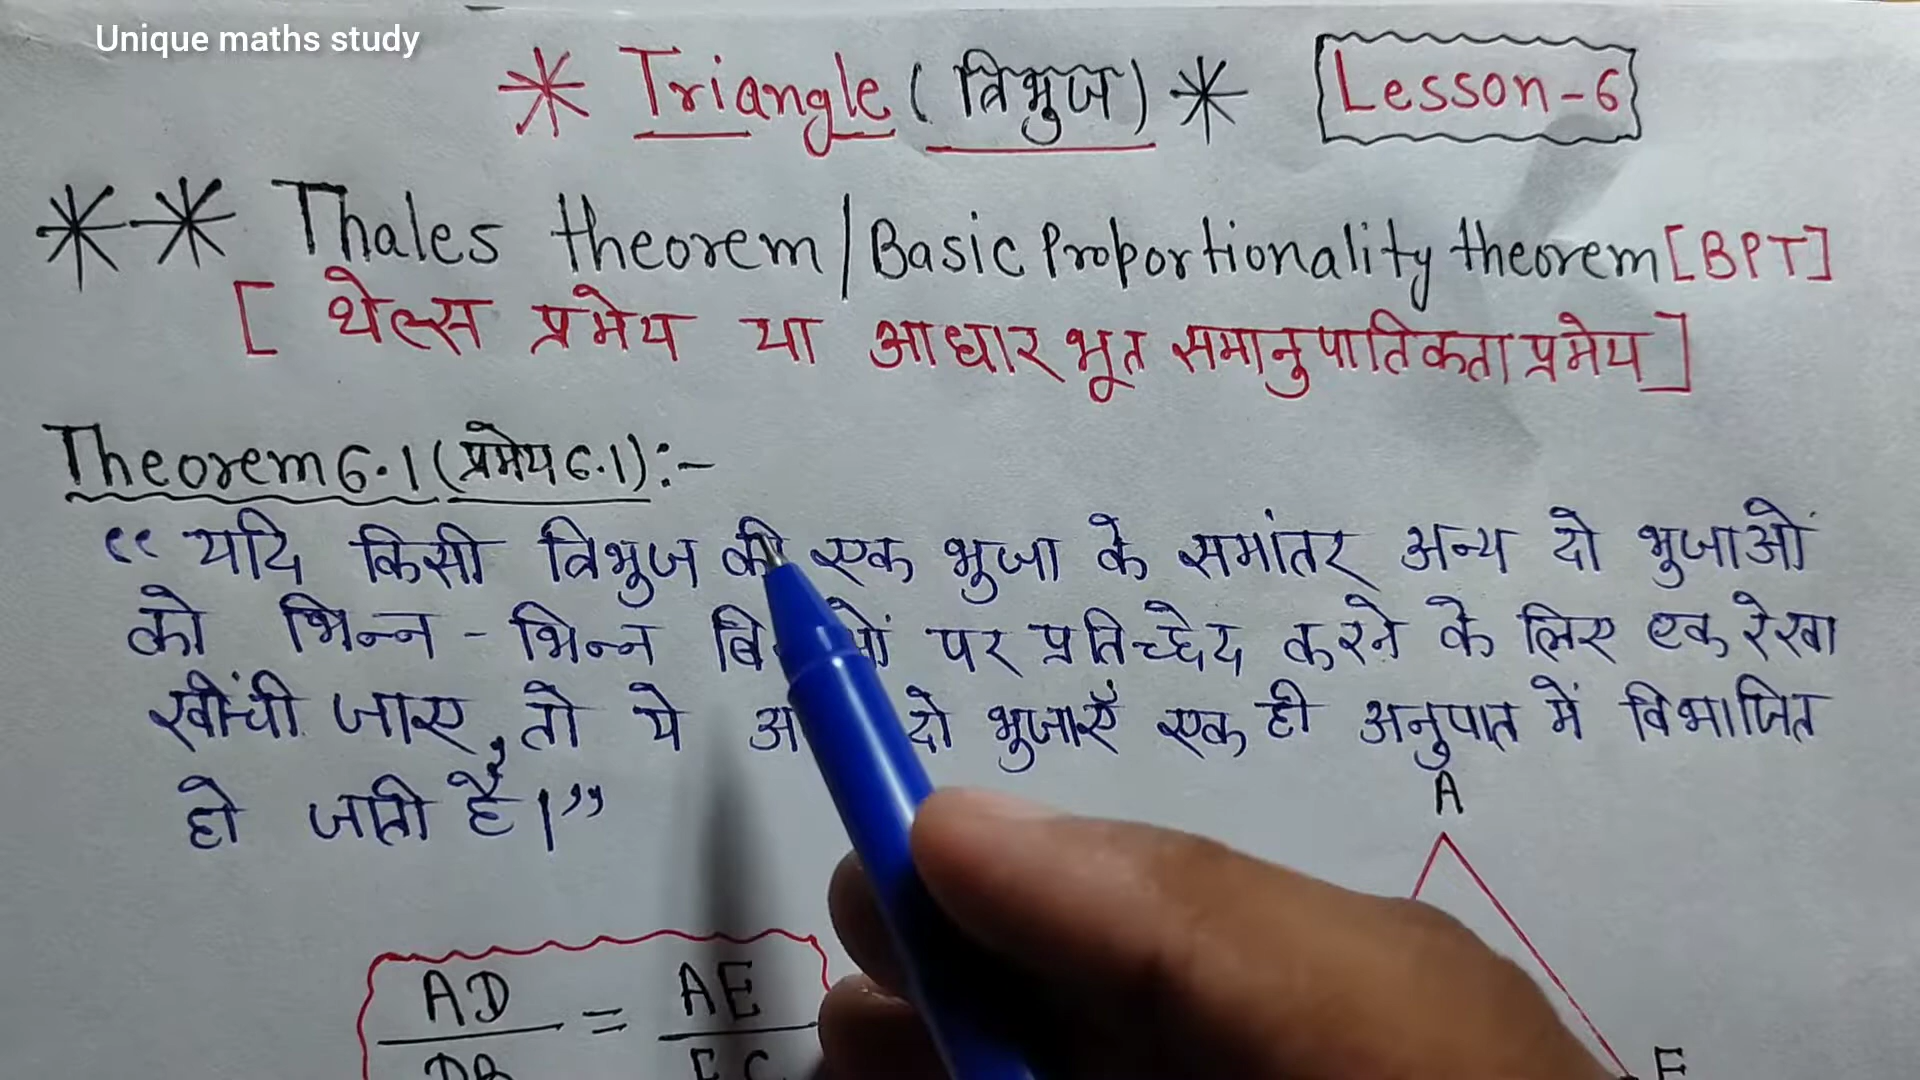 Unique maths study
* Triangle (त्रिभुज) * Lesson-6
** Thales theorem / Basic Proportionality theorem [BPT]
[ थेल्स प्रमेय या आधारभूत समानुपातिकता प्रमेय ]
Theorem 6.1 (प्रमेय 6.1):-
“ यदि किसी त्रिभुज की एक भुजा के समांतर अन्य दो भुजाओं
को भिन्न - भिन्न पर प्रतिच्छेद करने के लिए एक रेखा
खींची जाए, तो ये दो भुजाएँ एक ही अनुपात में विभाजित
हो जाती है।”
A
AD = AE
E